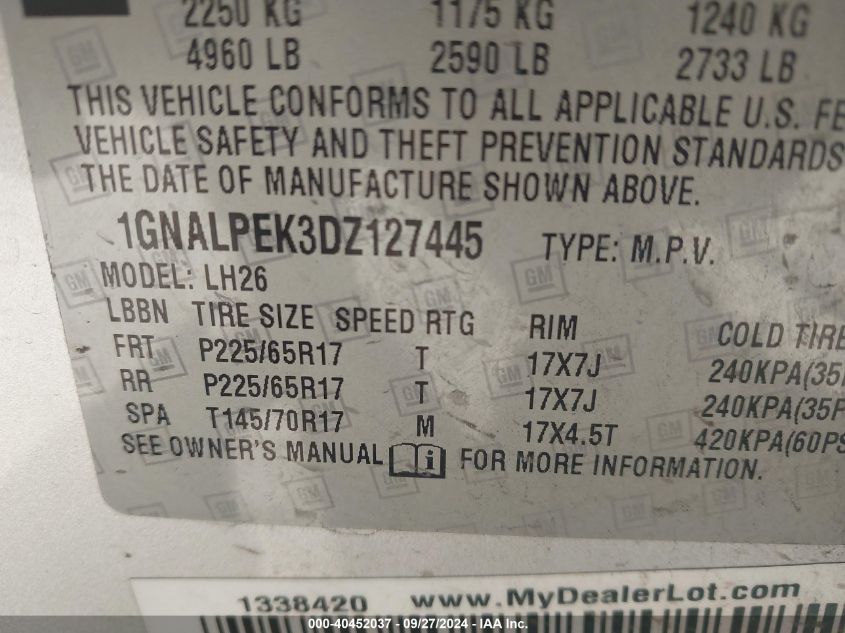 2250 KG 1175 KG 1240 KG
4960 LB 2590 LB 2733 LB
THIS VEHICLE CONFORMS TO ALL APPLICABLE U.S. FE
VEHICLE SAFETY AND THEFT PREVENTION STANDARDS
THE DATE OF MANUFACTURE SHOWN ABOVE.
1GNALPEK3DZ127445 TYPE: M.P.V.
MODEL: LH26
LBBN TIRE SIZE SPEED RTG RIM COLD TIRE
FRT P225/65R17 T 17X7J 240KPA(35
RR P225/65R17 T 17X7J 240KPA(35P
SPA T145/70R17 M 17X4.5T 420KPA(60PS
SEE OWNER'S MANUAL i FOR MORE INFORMATION.
1338420 www.MyDealerLot.com
000-40452037 - 09/27/2024 - IAA Inc.